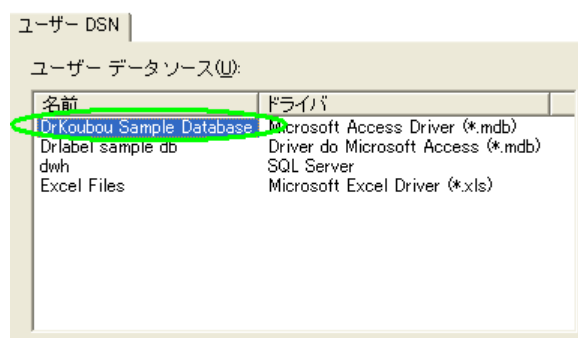 ユーザー DSN
ユーザー データ ソース(U):
名前 ドライバ
DrKoubou Sample Database Microsoft Access Driver (*.mdb)
Drlabel sample db Driver do Microsoft Access (*.mdb)
dwh SQL Server
Excel Files Microsoft Excel Driver (*.xls)